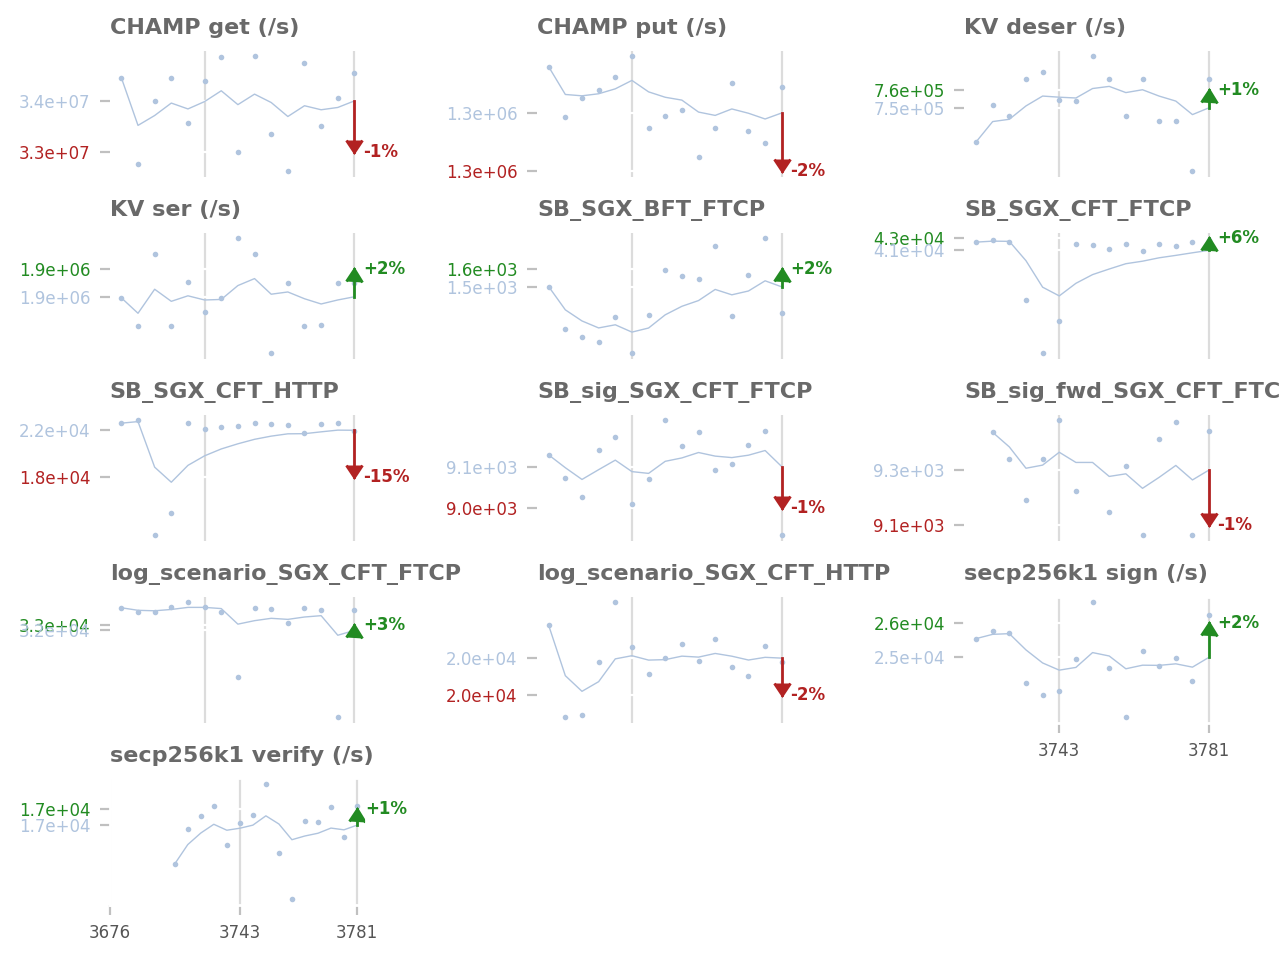 CHAMP get (/s)
3.4e+07
3.3e+07
-1%
CHAMP put (/s)
1.3e+06
1.3e+06
-2%
KV deser (/s)
7.6e+05
7.5e+05
+1%
KV ser (/s)
1.9e+06
1.9e+06
+2%
SB_SGX_BFT_FTCP
1.6e+03
1.5e+03
+2%
SB_SGX_CFT_FTCP
4.3e+04
4.1e+04
+6%
SB_SGX_CFT_HTTP
2.2e+04
1.8e+04
-15%
SB_sig_SGX_CFT_FTCP
9.1e+03
9.0e+03
-1%
SB_sig_fwd_SGX_CFT_FTC
9.3e+03
9.1e+03
-1%
log_scenario_SGX_CFT_FTCP
3.3e+04
3.2e+04
+3%
log_scenario_SGX_CFT_HTTP
2.0e+04
2.0e+04
-2%
secp256k1 sign (/s)
2.6e+04
2.5e+04
+2%
3743
3781
secp256k1 verify (/s)
1.7e+04
1.7e+04
+1%
3676
3743
3781